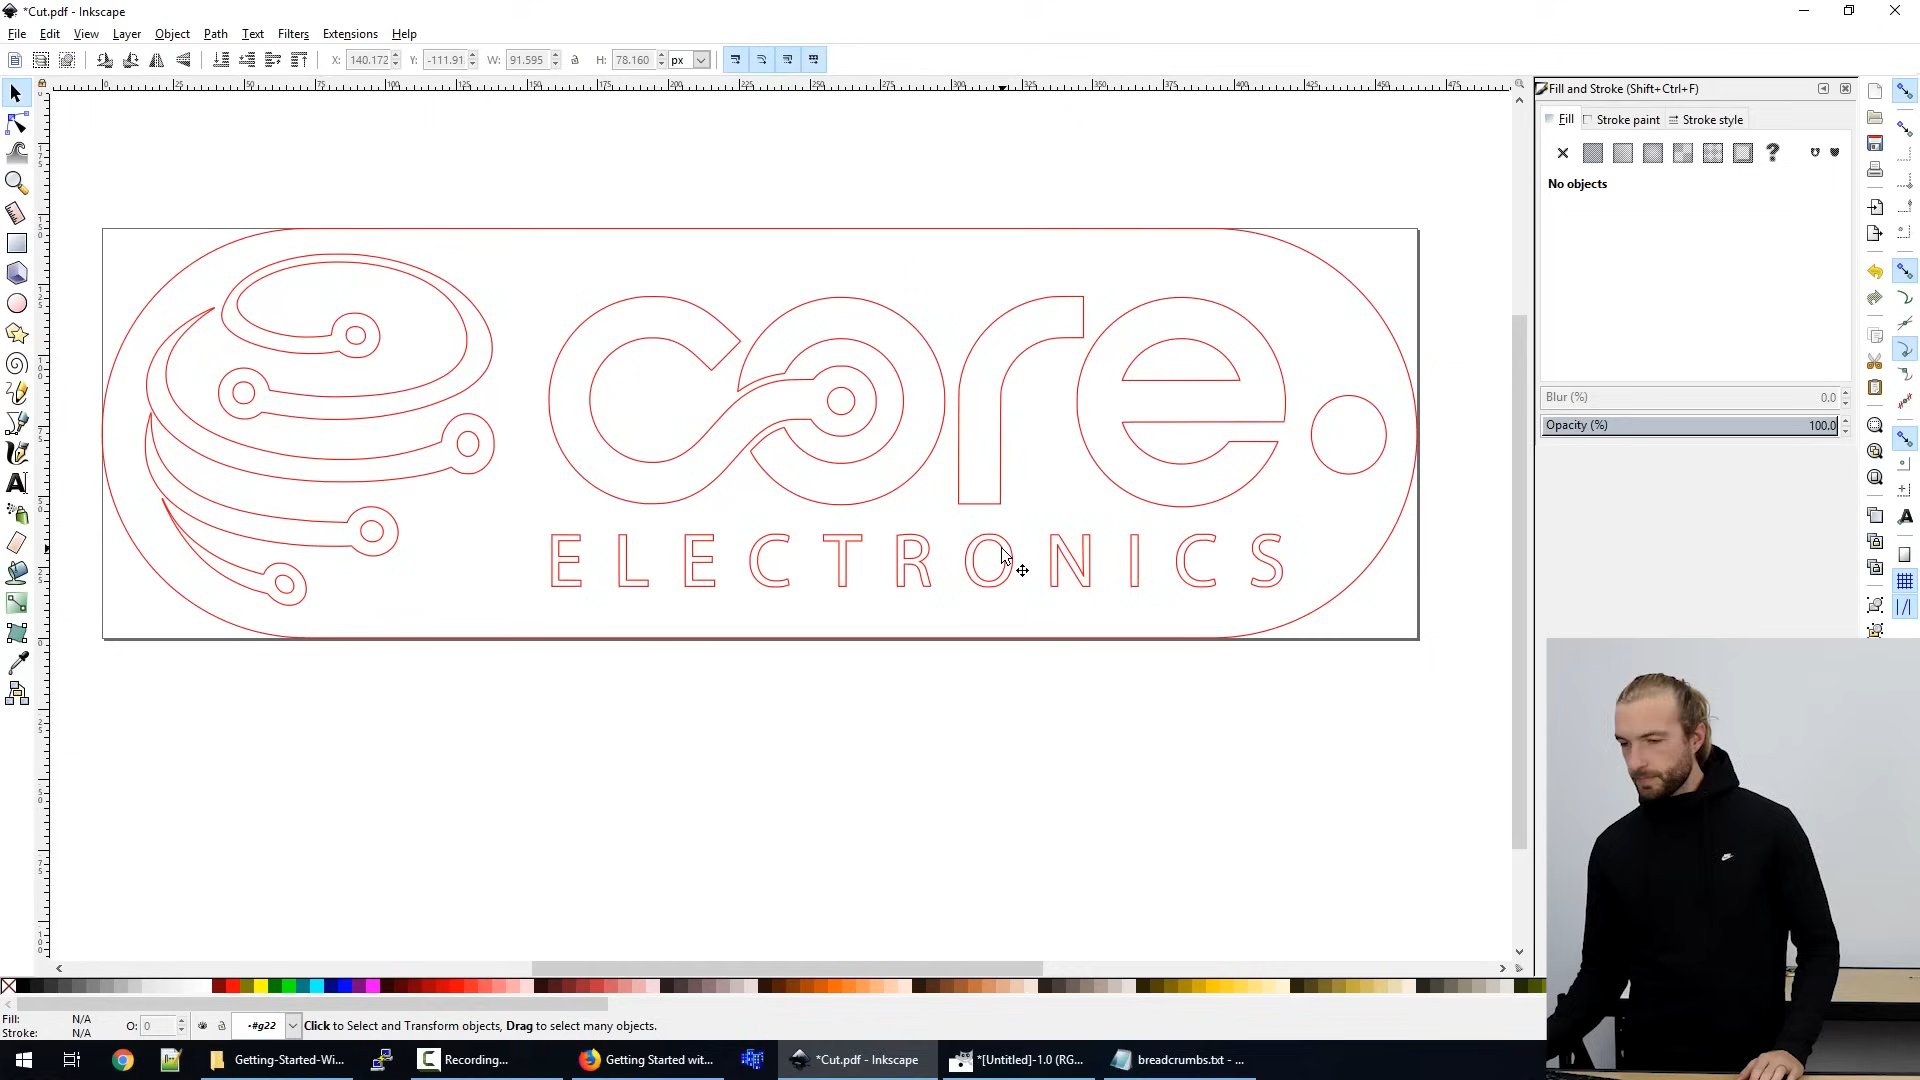 *Cut.pdf - Inkscape
File Edit View Layer Object Path Text Filters Extensions Help
X: 140.172 Y: -111.91 W: 91.595 H: 78.160 px
Fill and Stroke (Shift+Ctrl+F)
Fill Stroke paint Stroke style
No objects
Blur (%) 0.0
Opacity (%) 100.0
core.
ELECTRONICS
Fill: N/A
Stroke: N/A
O: 0
-#g22
Click to Select and Transform objects, Drag to select many objects.
Getting-Started-Wi...
Recording...
Getting Started wit...
*Cut.pdf - Inkscape
*[Untitled]-1.0 (RG...
breadcrumbs.txt - ...